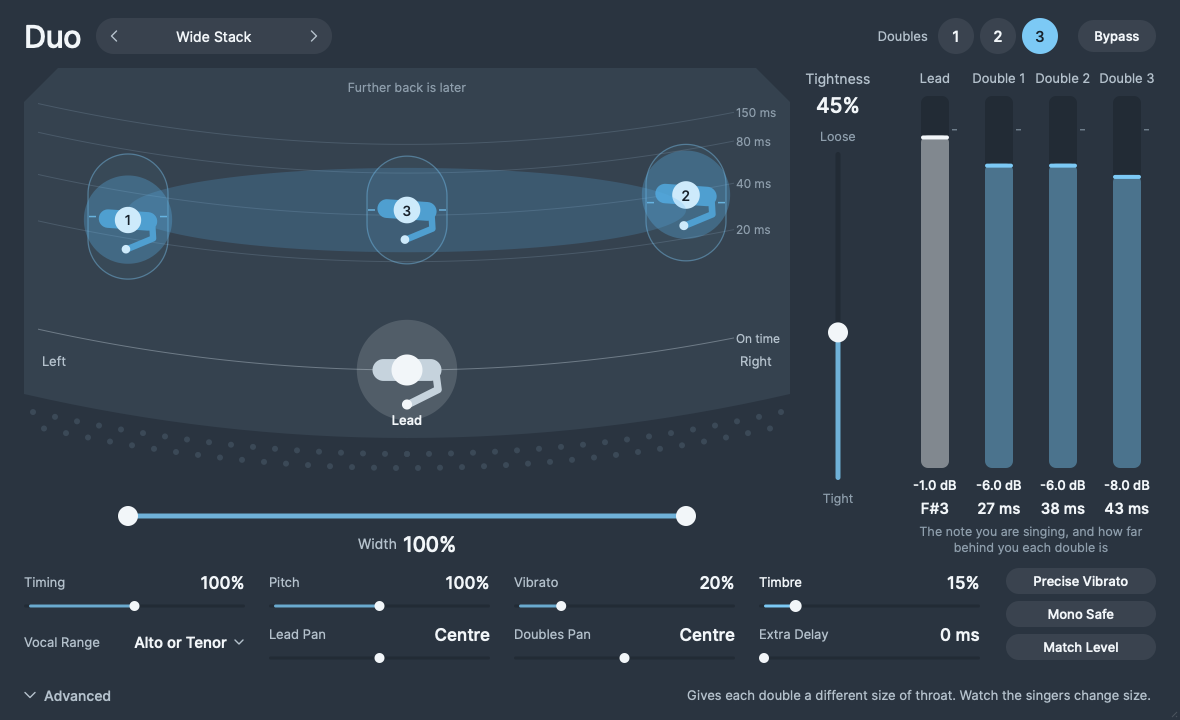 Duo
Wide Stack
Doubles 1 2 3
Bypass
Further back is later
150 ms
80 ms
40 ms
20 ms
1
3
2
On time
Left
Right
Lead
Width 100%
Tightness
45%
Loose
Tight
Lead Double 1 Double 2 Double 3
-1.0 dB -6.0 dB -6.0 dB -8.0 dB
F#3 27 ms 38 ms 43 ms
The note you are singing, and how far
behind you each double is
Timing 100%
Pitch 100%
Vibrato 20%
Timbre 15%
Precise Vibrato
Vocal Range Alto or Tenor
Lead Pan Centre
Doubles Pan Centre
Extra Delay 0 ms
Mono Safe
Match Level
Advanced
Gives each double a different size of throat. Watch the singers change size.